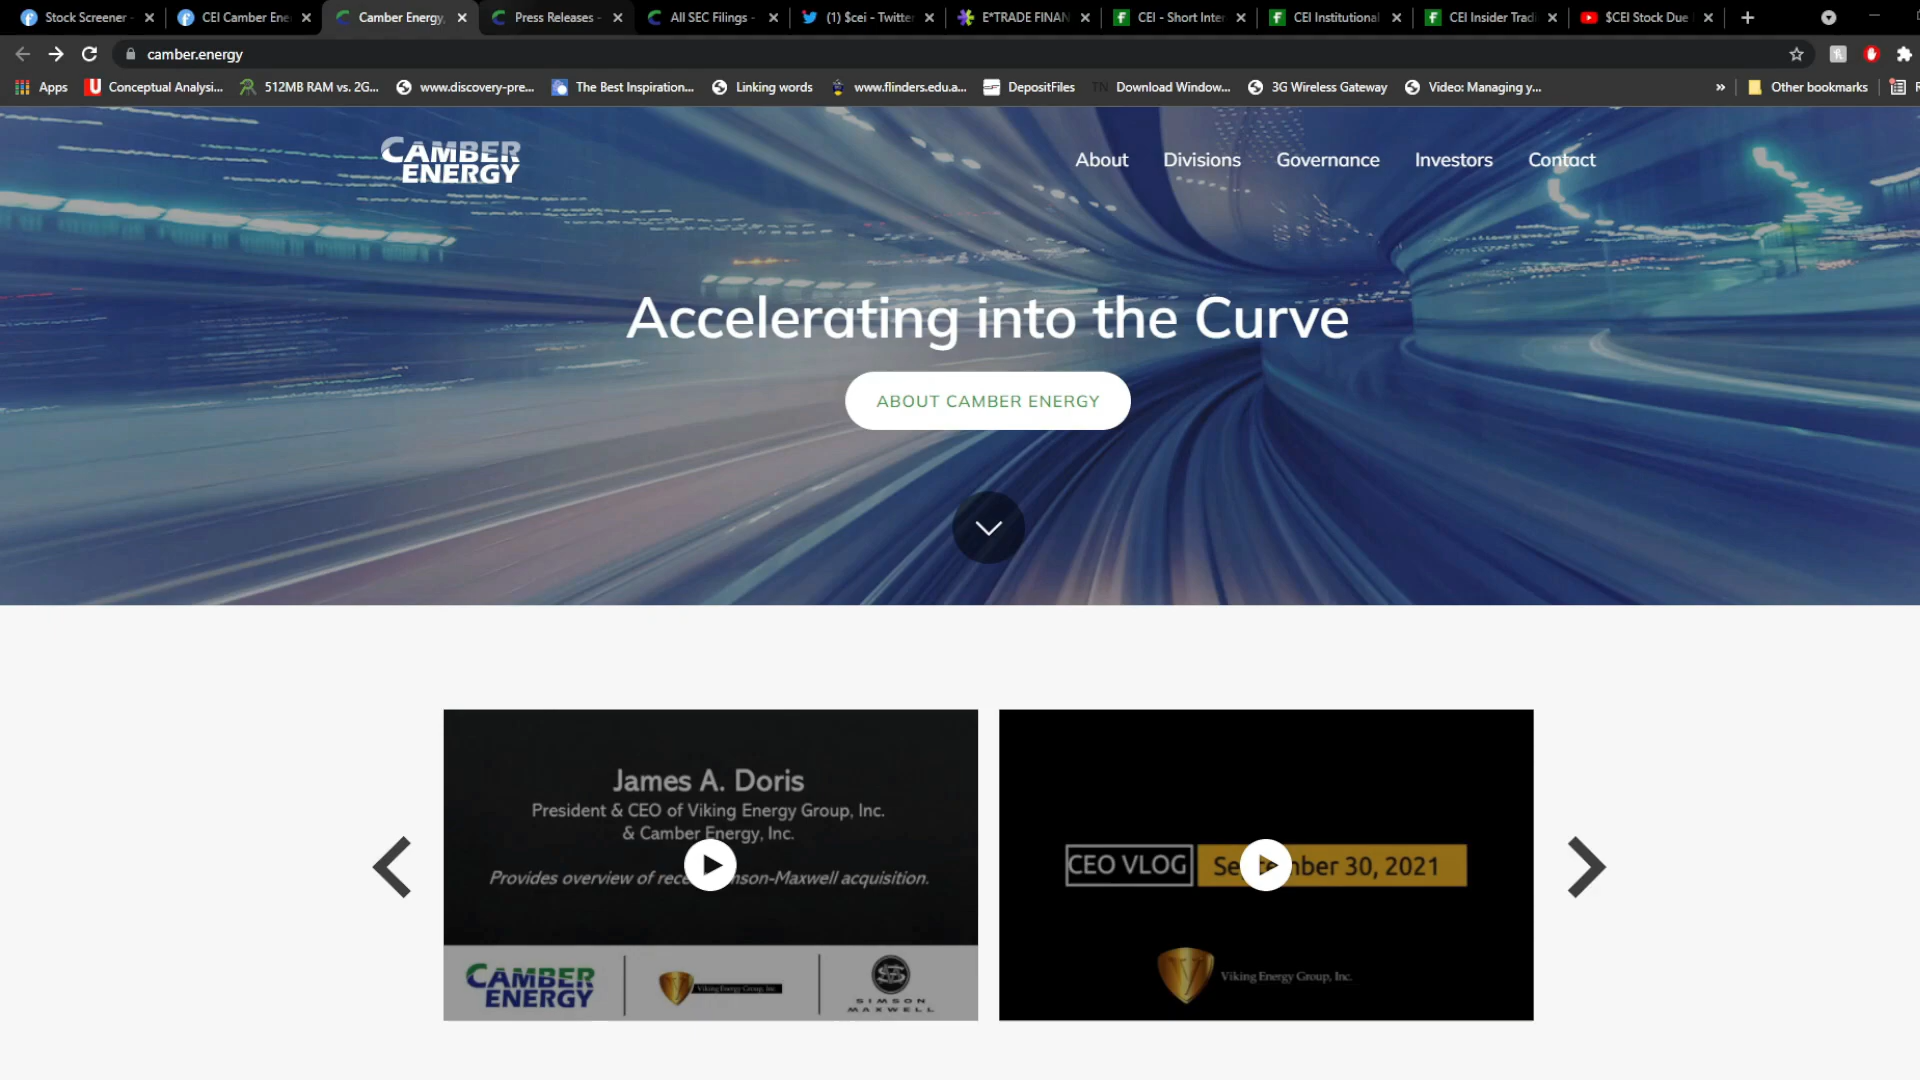 Stock Screener -
CEI Camber Ene
Camber Energy,
Press Releases -
All SEC Filings -
(1) $cei - Twitter
E*TRADE FINAN
CEI - Short Inter
CEI Institutional
CEI Insider Tradi
$CEI Stock Due
camber.energy
Apps
Conceptual Analysi...
512MB RAM vs. 2G...
www.discovery-pre...
The Best Inspiration...
Linking words
www.flinders.edu.a...
DepositFiles
Download Window...
3G Wireless Gateway
Video: Managing y...
»
Other bookmarks
CAMBER
ENERGY
About
Divisions
Governance
Investors
Contact
Accelerating into the Curve
ABOUT CAMBER ENERGY
James A. Doris
President & CEO of Viking Energy Group, Inc.
& Camber Energy, Inc.
Provides overview of acquisition.
CAMBER
ENERGY
Viking Energy Group, Inc.
SIMSON
MAXWELL
CEO VLOG
30, 2021
Viking Energy Group, Inc.